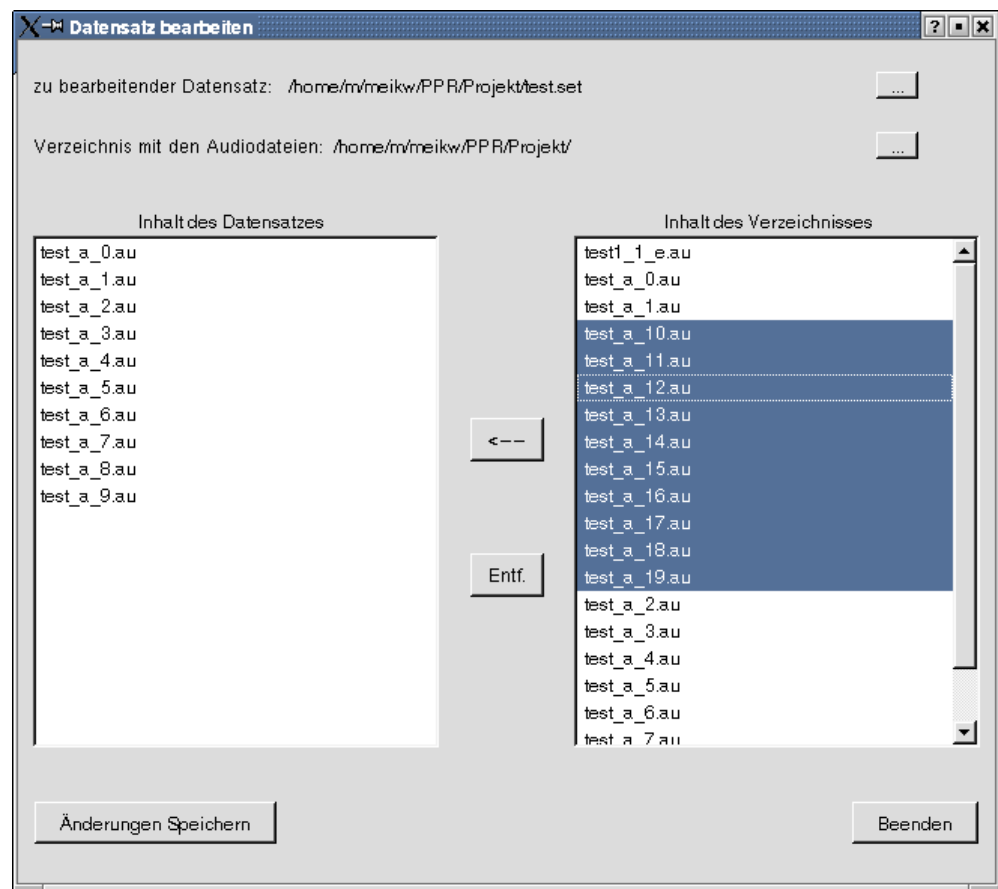 Datensatz bearbeiten
zu bearbeitender Datensatz: /home/m/meikw/PPR/Projekt/test.set ...
Verzeichnis mit den Audiodateien: /home/m/meikw/PPR/Projekt/ ...
Inhalt des Datensatzes
test_a_0.au
test_a_1.au
test_a_2.au
test_a_3.au
test_a_4.au
test_a_5.au
test_a_6.au
test_a_7.au
test_a_8.au
test_a_9.au
<--
Entf.
Inhalt des Verzeichnisses
test1_1_e.au
test_a_0.au
test_a_1.au
test_a_10.au
test_a_11.au
test_a_12.au
test_a_13.au
test_a_14.au
test_a_15.au
test_a_16.au
test_a_17.au
test_a_18.au
test_a_19.au
test_a_2.au
test_a_3.au
test_a_4.au
test_a_5.au
test_a_6.au
test_a_7.au
Änderungen Speichern
Beenden